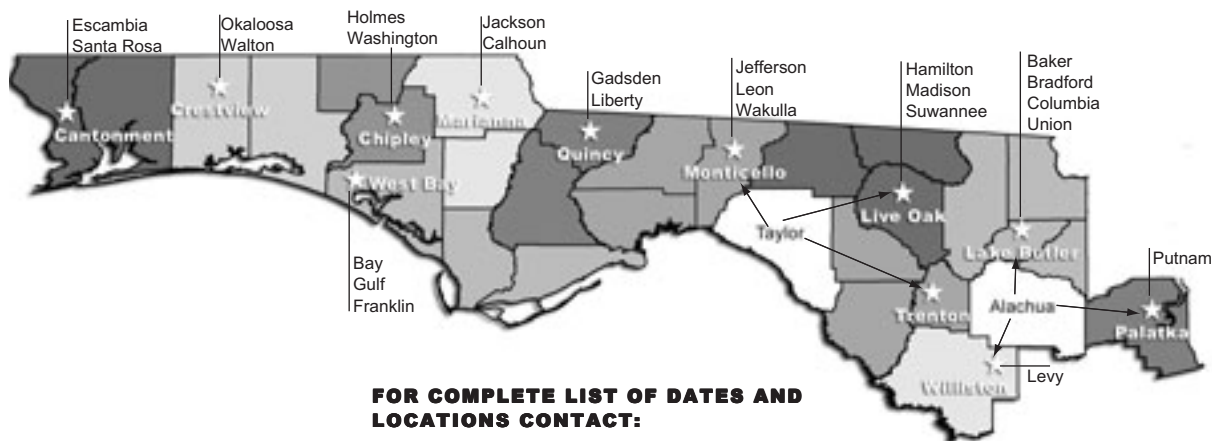 Escambia
Santa Rosa
Okaloosa
Walton
Holmes
Washington
Jackson
Calhoun
Gadsden
Liberty
Jefferson
Leon
Wakulla
Hamilton
Madison
Suwannee
Baker
Bradford
Columbia
Union
Cantonment
Crestview
Chipley
Marianna
Quincy
Monticello
West Bay
Live Oak
Taylor
Lake Butler
Bay
Gulf
Franklin
Putnam
Trenton
Alachua
Palatka
Williston
Levy
FOR COMPLETE LIST OF DATES AND
LOCATIONS CONTACT: